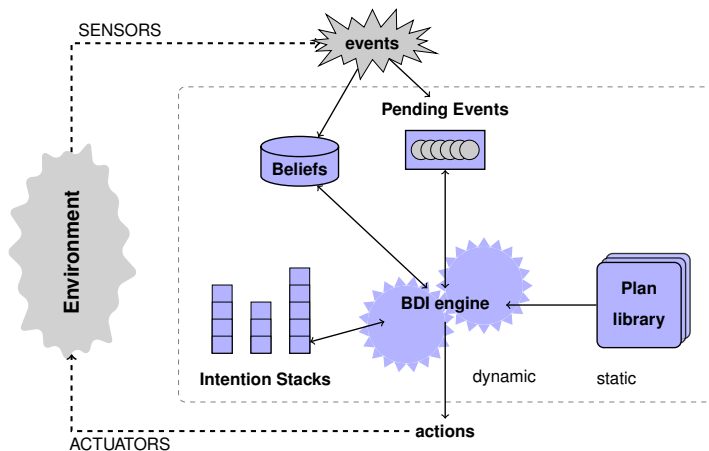 SENSORS
events
Pending Events
Beliefs
Environment
BDI engine
Plan
library
Intention Stacks
dynamic
static
actions
ACTUATORS